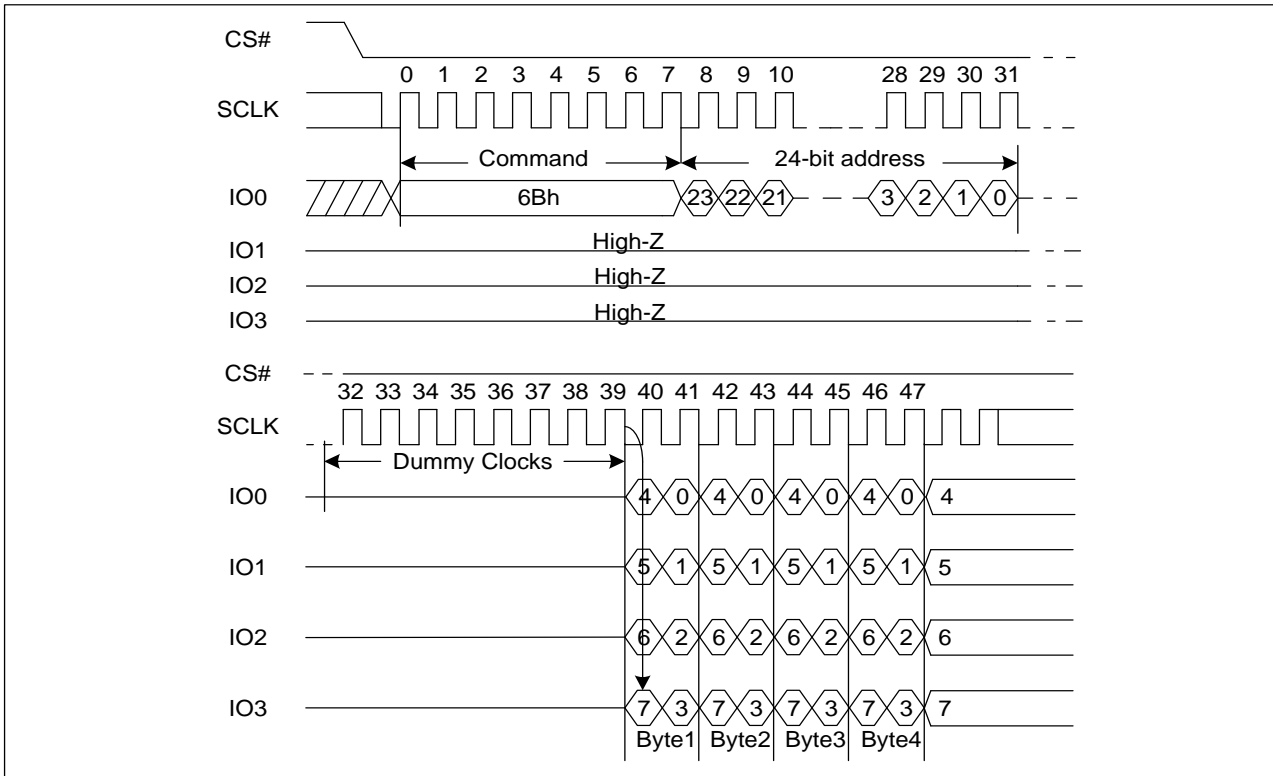 CS#
0 1 2 3 4 5 6 7 8 9 10 28 29 30 31
SCLK
Command 24-bit address
IO0 6Bh 23 22 21 3 2 1 0
IO1 High-Z
IO2 High-Z
IO3 High-Z
CS#
32 33 34 35 36 37 38 39 40 41 42 43 44 45 46 47
SCLK
Dummy Clocks
IO0 4 0 4 0 4 0 4 0 4
IO1 5 1 5 1 5 1 5 1 5
IO2 6 2 6 2 6 2 6 2 6
IO3 7 3 7 3 7 3 7 3 7
Byte1 Byte2 Byte3 Byte4